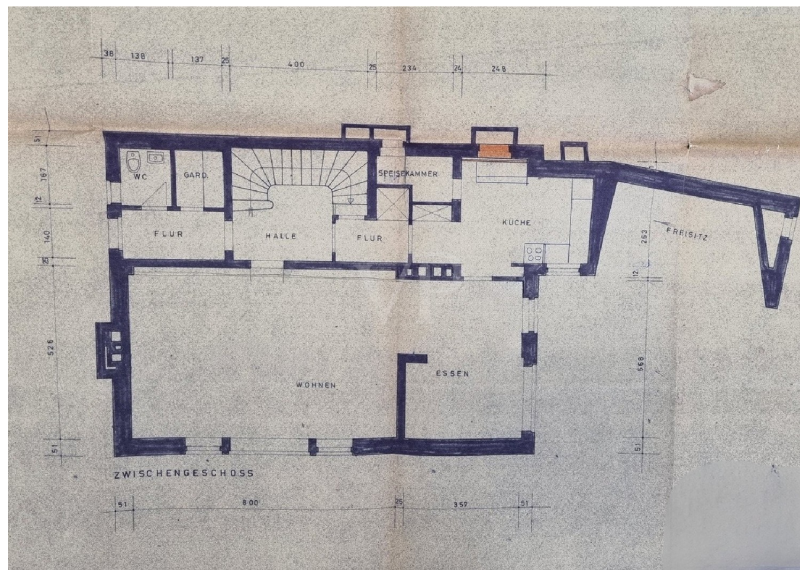 38 138 137 25 400 25 234 24 248
51
187
12
140
25
526
51
WC
GARD.
SPEISEKAMMER
FLUR
HALLE
FLUR
KÜCHE
FREISITZ
263
12
568
51
WOHNEN
ESSEN
ZWISCHENGESCHOSS
51 800 25 357 51